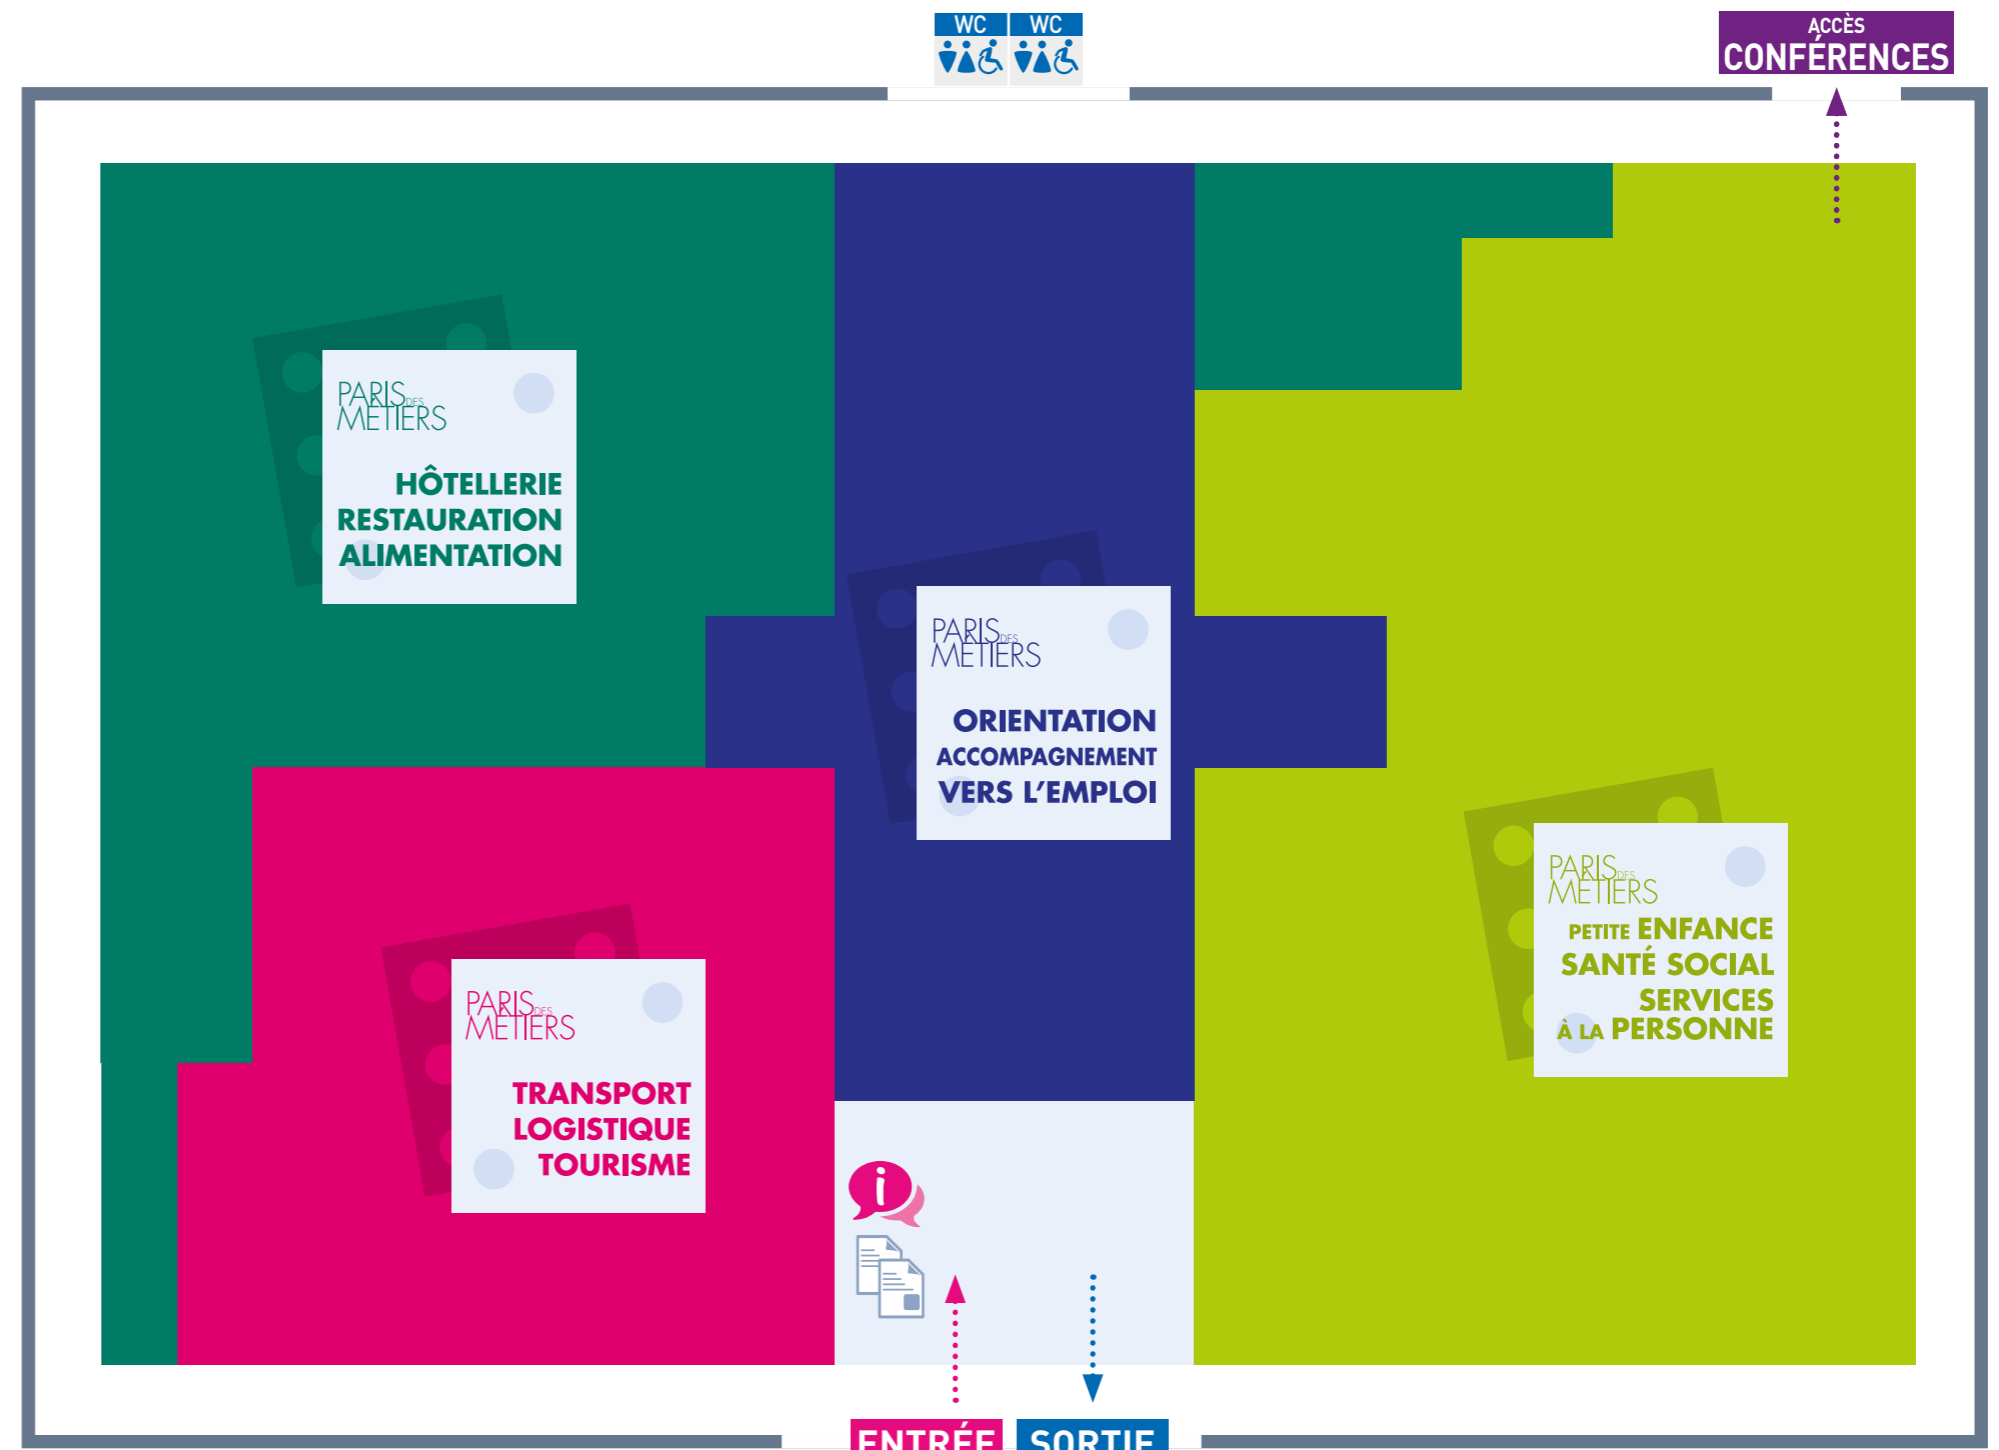 WC WC
ACCÈS
CONFÉRENCES
PARIS DES
MÉTIERS
HÔTELLERIE
RESTAURATION
ALIMENTATION
PARIS DES
MÉTIERS
ORIENTATION
ACCOMPAGNEMENT
VERS L'EMPLOI
PARIS DES
MÉTIERS
PETITE ENFANCE
SANTÉ SOCIAL
SERVICES
À LA PERSONNE
PARIS DES
MÉTIERS
TRANSPORT
LOGISTIQUE
TOURISME
i
ENTRÉE SORTIE